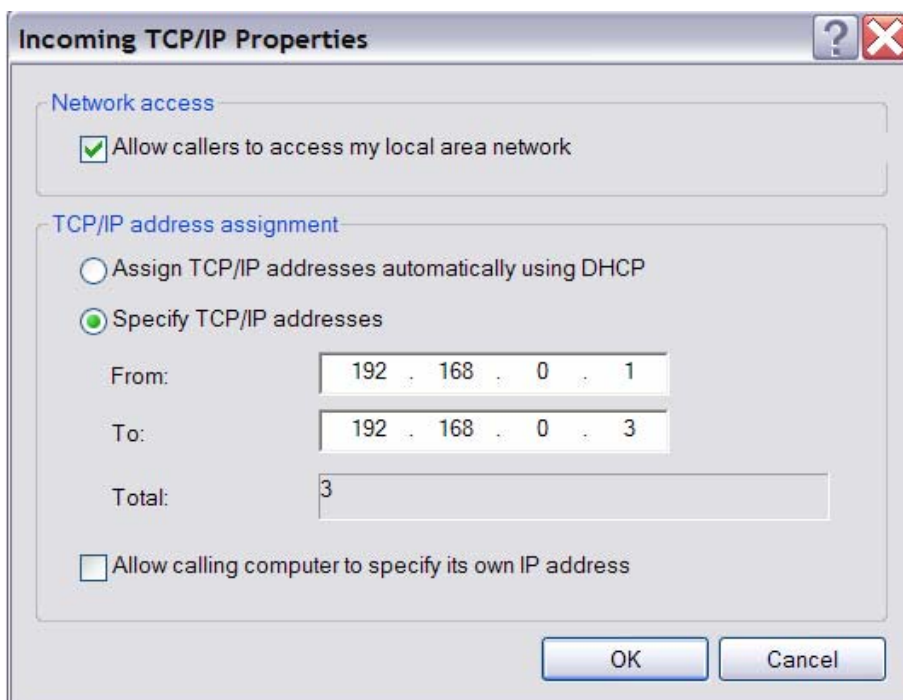 Incoming TCP/IP Properties
Network access
Allow callers to access my local area network
TCP/IP address assignment
Assign TCP/IP addresses automatically using DHCP
Specify TCP/IP addresses
From: 192 . 168 . 0 . 1
To: 192 . 168 . 0 . 3
Total: 3
Allow calling computer to specify its own IP address
OK Cancel